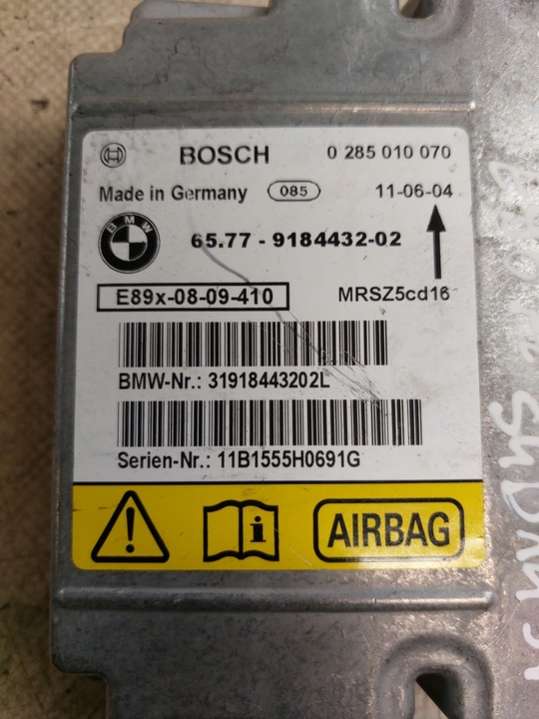 BOSCH 0 285 010 070
Made in Germany 085 11-06-04
BMW 65.77 - 9184432-02
E89x-08-09-410 MRSZ5cd16
BMW-Nr.: 31918443202L
Serien-Nr.: 11B1555H0691G
AIRBAG